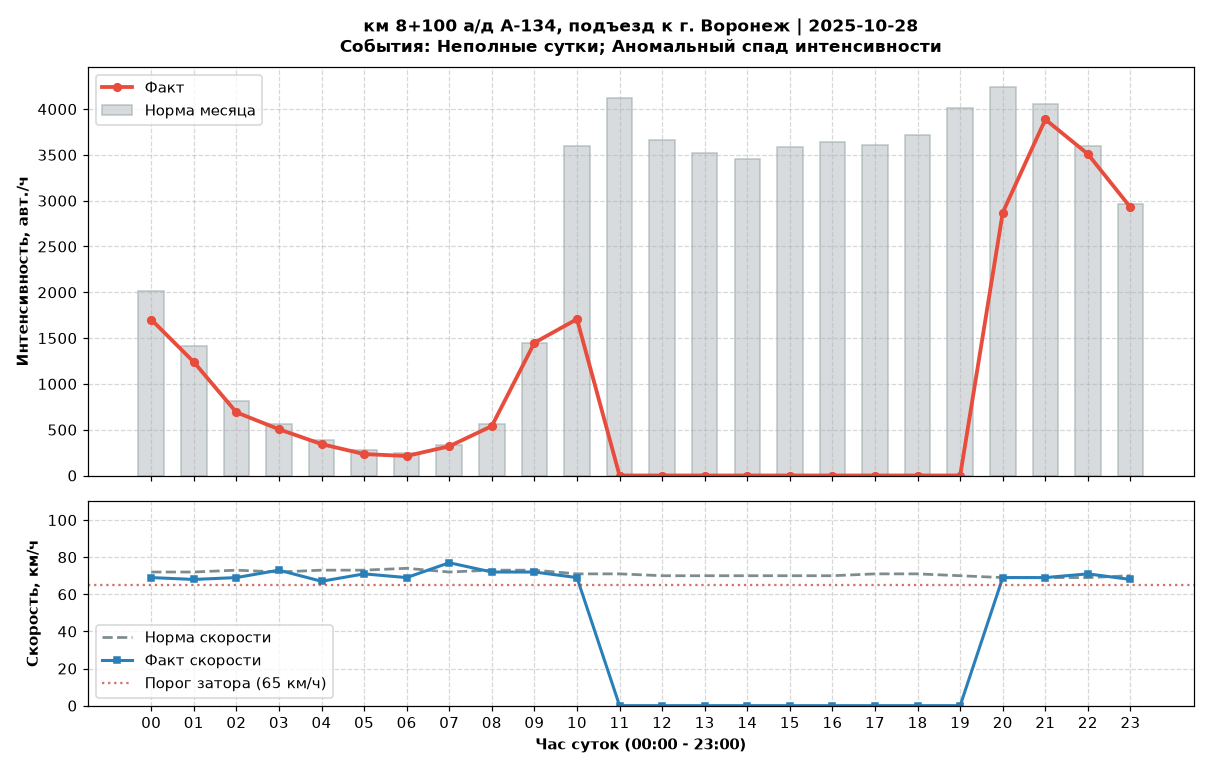 км 8+100 а/д А-134, подъезд к г. Воронеж | 2025-10-28
События: Неполные сутки; Аномальный спад интенсивности
Интенсивность, авт./ч
4000
3500
3000
2500
2000
1500
1000
500
0
Факт
Норма месяца
Скорость, км/ч
100
80
60
40
20
0
Норма скорости
Факт скорости
Порог затора (65 км/ч)
00 01 02 03 04 05 06 07 08 09 10 11 12 13 14 15 16 17 18 19 20 21 22 23
Час суток (00:00 - 23:00)